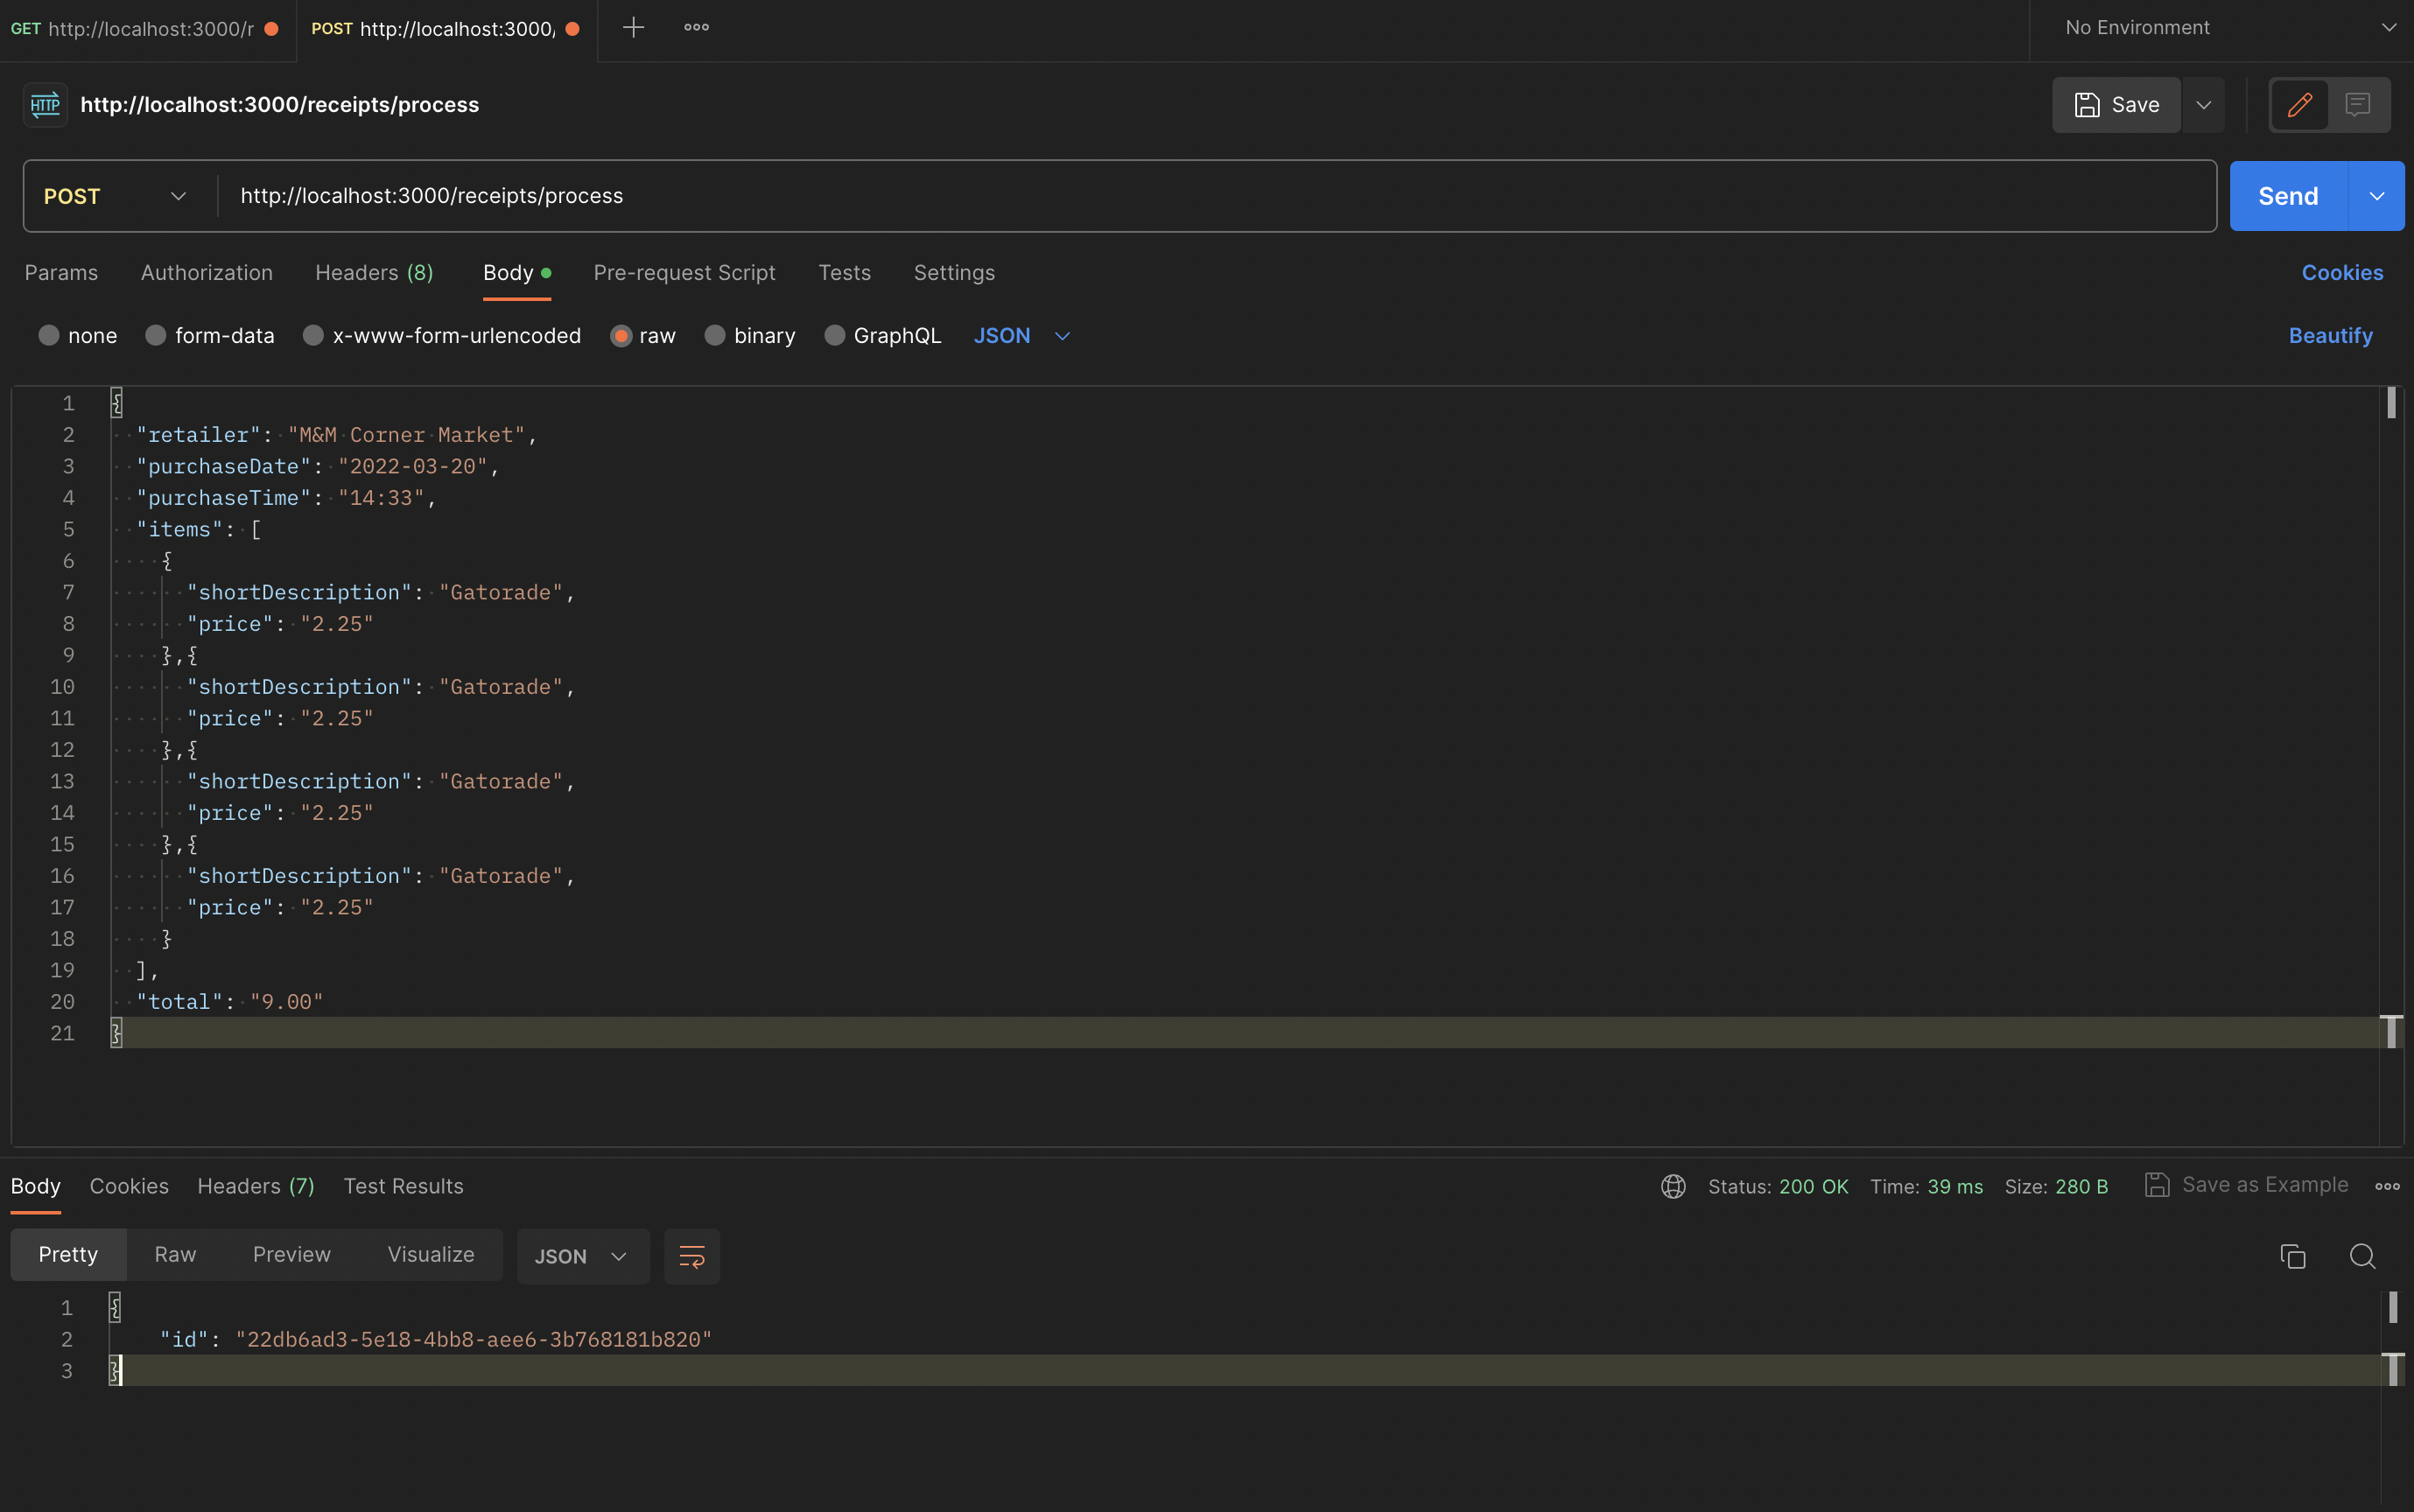 GET http://localhost:3000/r POST http://localhost:3000/ No Environment
HTTP http://localhost:3000/receipts/process Save
POST http://localhost:3000/receipts/process Send
Params Authorization Headers (8) Body Pre-request Script Tests Settings Cookies
none form-data x-www-form-urlencoded raw binary GraphQL JSON Beautify
1 {
2 "retailer": "M&M Corner Market",
3 "purchaseDate": "2022-03-20",
4 "purchaseTime": "14:33",
5 "items": [
6 {
7 "shortDescription": "Gatorade",
8 "price": "2.25"
9 },{
10 "shortDescription": "Gatorade",
11 "price": "2.25"
12 },{
13 "shortDescription": "Gatorade",
14 "price": "2.25"
15 },{
16 "shortDescription": "Gatorade",
17 "price": "2.25"
18 }
19 ],
20 "total": "9.00"
21 }
Body Cookies Headers (7) Test Results Status: 200 OK Time: 39 ms Size: 280 B Save as Example
Pretty Raw Preview Visualize JSON
1 {
2 "id": "22db6ad3-5e18-4bb8-aee6-3b768181b820"
3 }